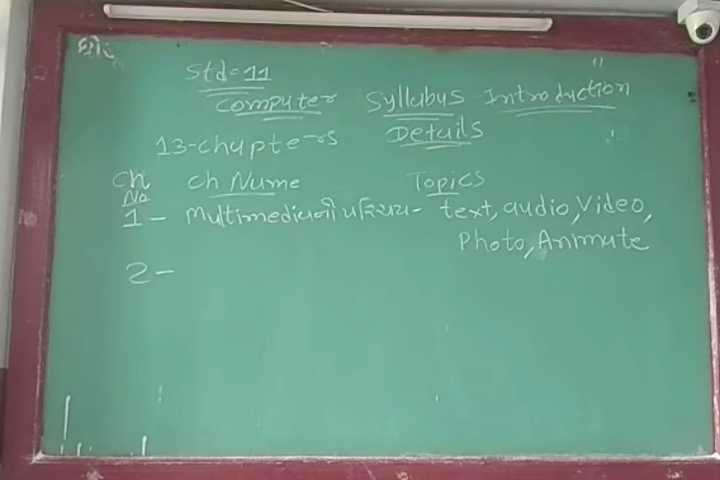 ૐ
Std=11
computer Syllabus Introduction
13-chapters Details
Ch No ch Nume Topics
1 - multimediaનો પરિચય - text, audio, Video,
Photo, Animate
2 -